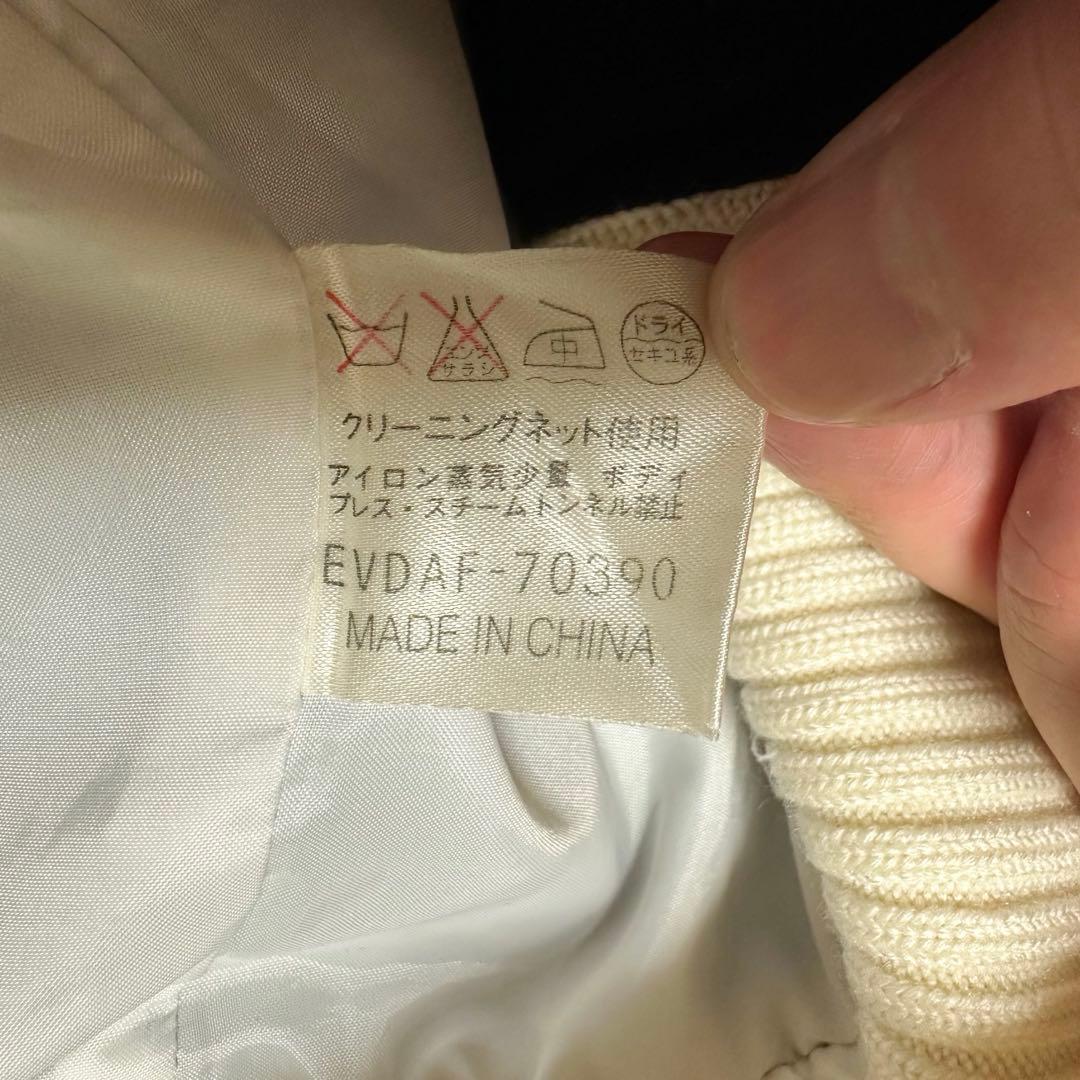 エンソ
サラシ
中
ドライ
セキユ系
クリーニングネット使用
アイロン蒸気少量 ボディ
プレス・スチームトンネル禁止
EVDAF-70390
MADE IN CHINA